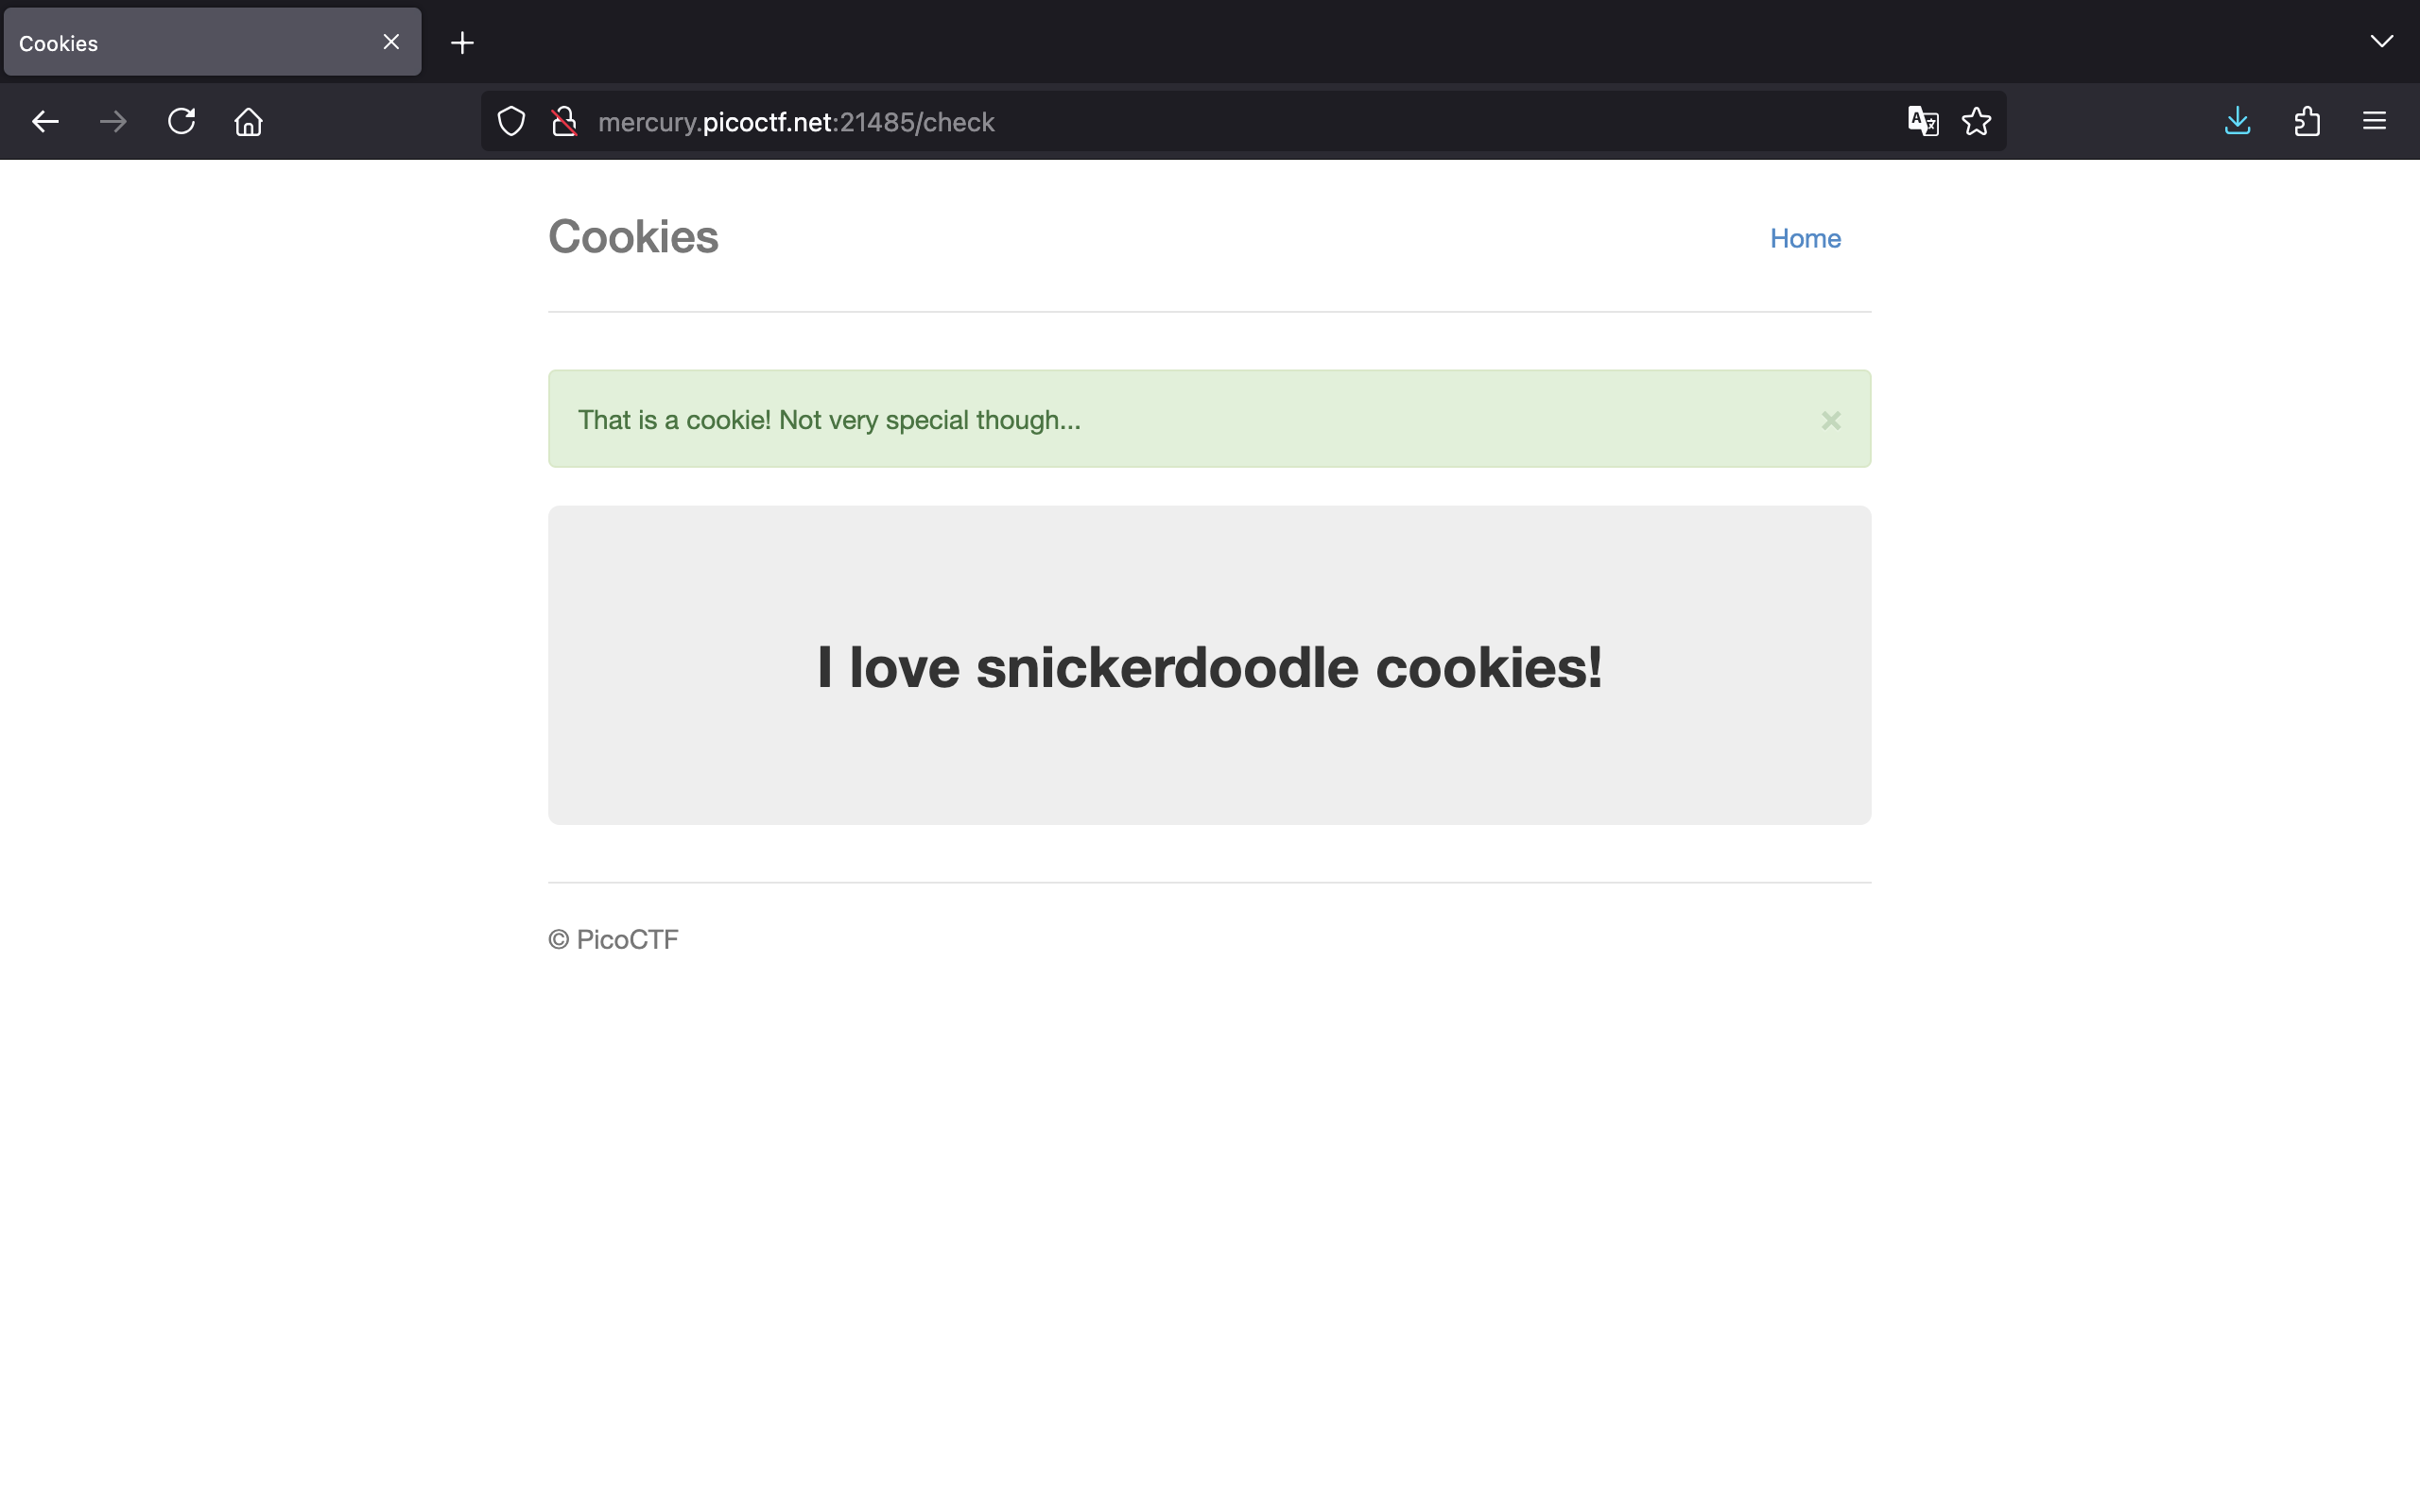 Cookies
mercury.picoctf.net:21485/check
Cookies
Home
That is a cookie! Not very special though...
×
I love snickerdoodle cookies!
© PicoCTF